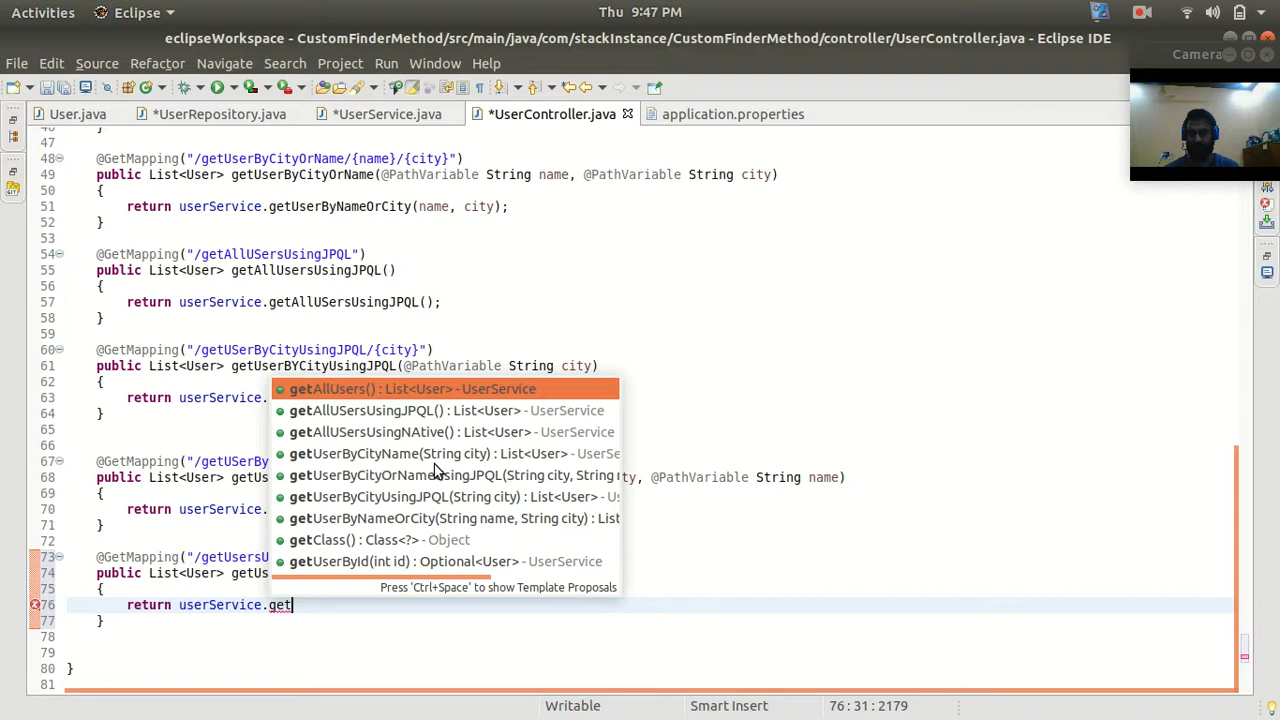 Activities Eclipse Thu 9:47 PM
eclipseWorkspace - CustomFinderMethod/src/main/java/com/stackInstance/CustomFinderMethod/controller/UserController.java - Eclipse IDE
Camera
File Edit Source Refactor Navigate Search Project Run Window Help
User.java *UserRepository.java *UserService.java *UserController.java application.properties
46 }
47
48 @GetMapping("/getUserByCityOrName/{name}/{city}")
49 public List<User> getUserByCityOrName(@PathVariable String name, @PathVariable String city)
50 {
51 return userService.getUserByNameOrCity(name, city);
52 }
53
54 @GetMapping("/getAllUSersUsingJPQL")
55 public List<User> getAllUsersUsingJPQL()
56 {
57 return userService.getAllUSersUsingJPQL();
58 }
59
60 @GetMapping("/getUSerByCityUsingJPQL/{city}")
61 public List<User> getUserBYCityUsingJPQL(@PathVariable String city)
62 {
63 return userService.
64 }
65
66
67 @GetMapping("/getUserBy
68 public List<User> getUs ty, @PathVariable String name)
69 {
70 return userService.
71 }
72
73 @GetMapping("/getUsersU
74 public List<User> getUs
75 {
76 return userService.get
77 }
78
79
80 }
81
getAllUsers() : List<User> - UserService
getAllUSersUsingJPQL() : List<User> - UserService
getAllUSersUsingNAtive() : List<User> - UserService
getUserByCityName(String city) : List<User> - UserSe
getUserByCityOrNameUsingJPQL(String city, String
getUserByCityUsingJPQL(String city) : List<User> - Us
getUserByNameOrCity(String name, String city) : List
getClass() : Class<?> - Object
getUserById(int id) : Optional<User> - UserService
Press 'Ctrl+Space' to show Template Proposals
Writable Smart Insert 76:31:2179